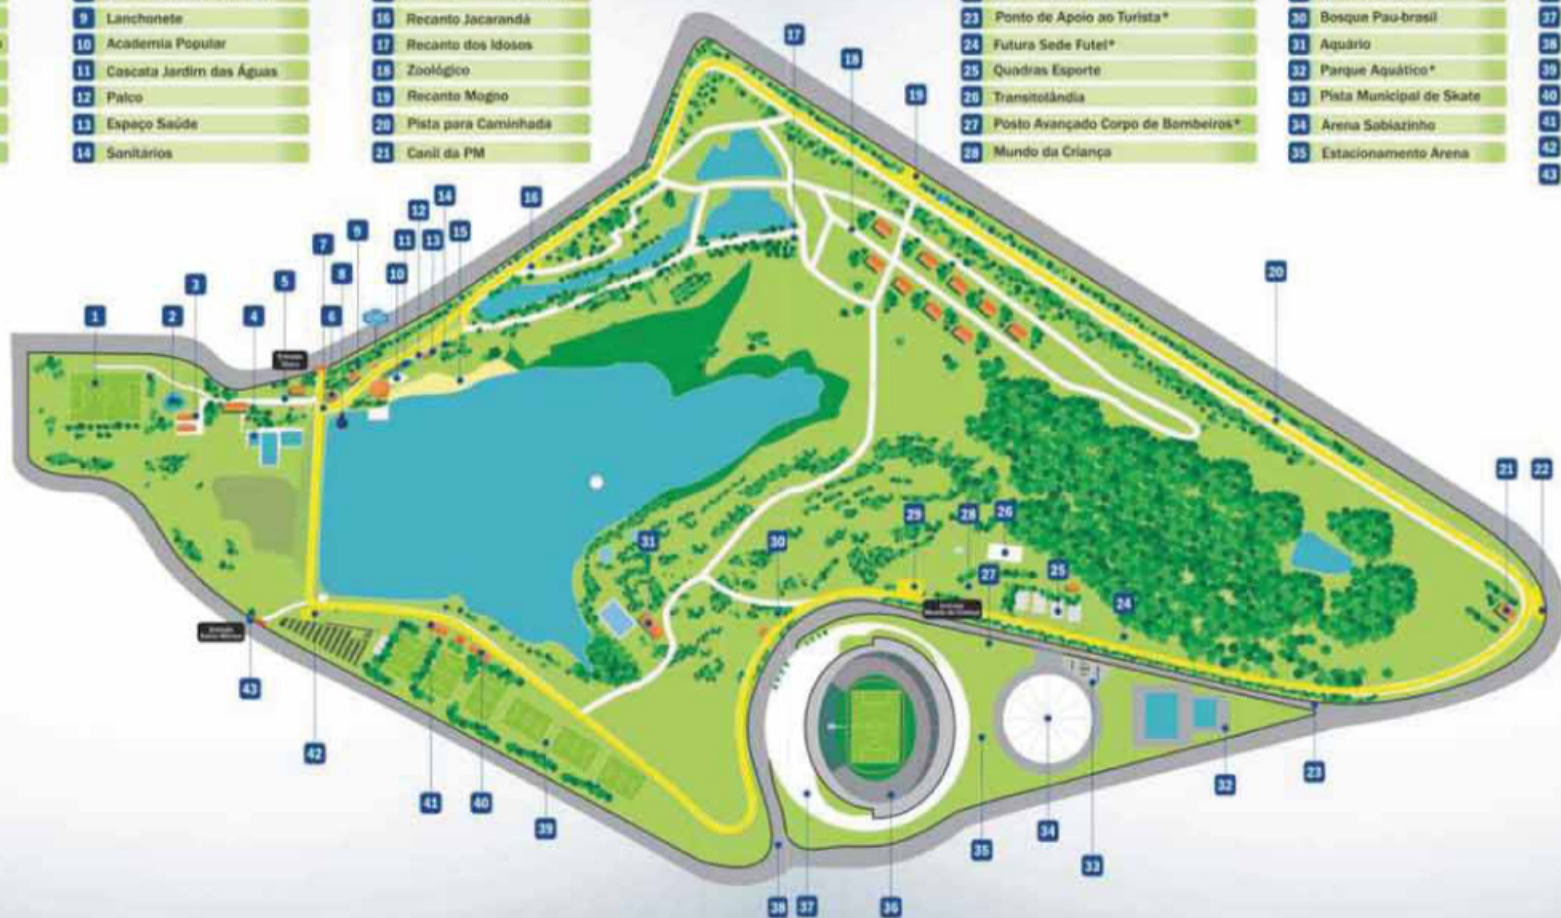 9 Lanchonete
10 Academia Popular
11 Cascata Jardim das Águas
12 Palco
13 Espaço Saúde
14 Sanitários
16 Recanto Jacarandá
17 Recanto dos Idosos
18 Zoológico
19 Recanto Mogno
20 Pista para Caminhada
21 Canil da PM
23 Ponto de Apoio ao Turista*
24 Futura Sede Futel*
25 Quadras Esporte
26 Transitolândia
27 Posto Avançado Corpo de Bombeiros*
28 Mundo da Criança
30 Bosque Pau-brasil
31 Aquário
32 Parque Aquático*
33 Pista Municipal de Skate
34 Arena Sabiazinho
35 Estacionamento Arena
37
38
39
40
41
42
43
17
18
19
14
16
12
15
9
11
13
7
8
10
3
5
20
1
2
4
6
21
22
29
28
26
31
30
27
25
24
43
42
41
40
39
32
23
34
35
33
38
37
36